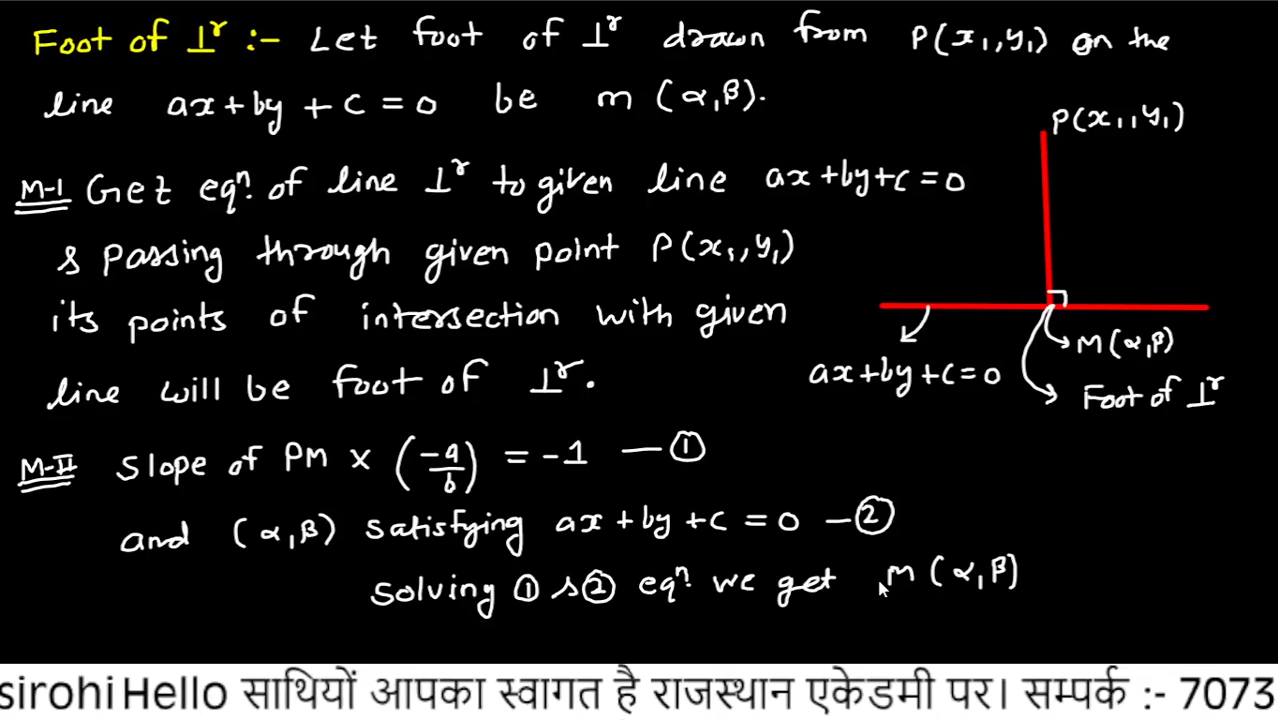 Foot of ⊥ʳ :- Let foot of ⊥ʳ drawn from P(x₁,y₁) on the
line ax+by+c=0 be m (α,β).
P(x₁,y₁)
M-I Get eqⁿ. of line ⊥ʳ to given line ax+by+c=0
& passing through given point P(x₁,y₁)
its points of intersection with given
line will be foot of ⊥ʳ.
M(α,β)
ax+by+c=0
Foot of ⊥ʳ
M-II Slope of PM × (-a/b) = -1 — ①
and (α,β) satisfying ax+by+c=0 — ②
Solving ① & ② eqⁿ. we get M(α,β)
sirohi Hello साथियों आपका स्वागत है राजस्थान एकेडमी पर। सम्पर्क :- 7073